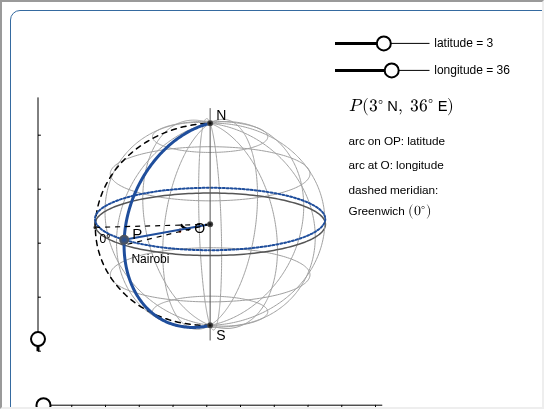 latitude = 3
longitude = 36
P(3° N, 36° E)
arc on OP: latitude
arc at O: longitude
dashed meridian:
Greenwich (0°)
N
O
P
0°
Nairobi
S